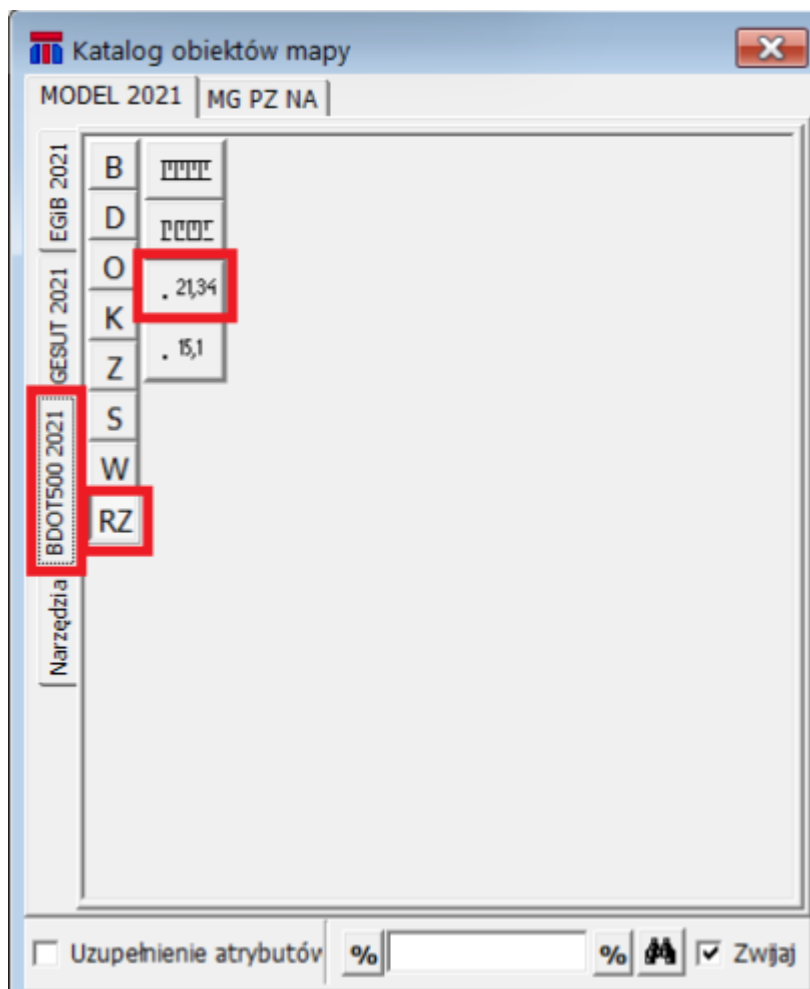 Katalog obiektów mapy
MODEL 2021 MG PZ NA
EGiB 2021
GESUT 2021
BDOT500 2021
Narzędzia
B
D
O
K
Z
S
W
RZ
. 21,34
. 15,1
Uzupełnienie atrybutów % % Zwijaj